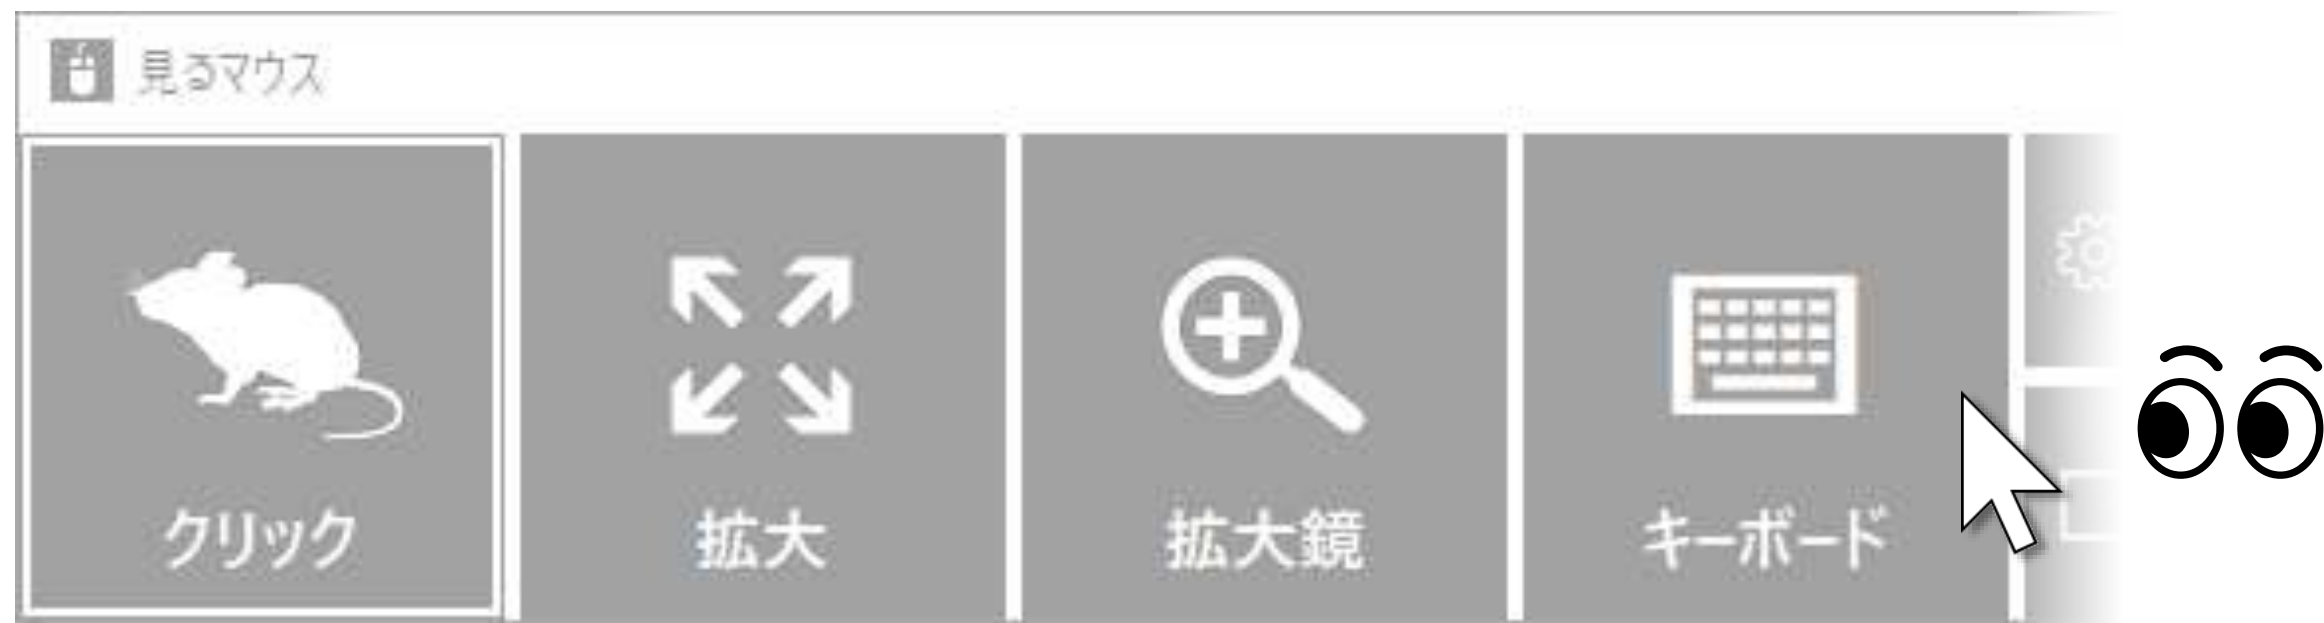 見るマウス
クリック
拡大
拡大鏡
キーボード